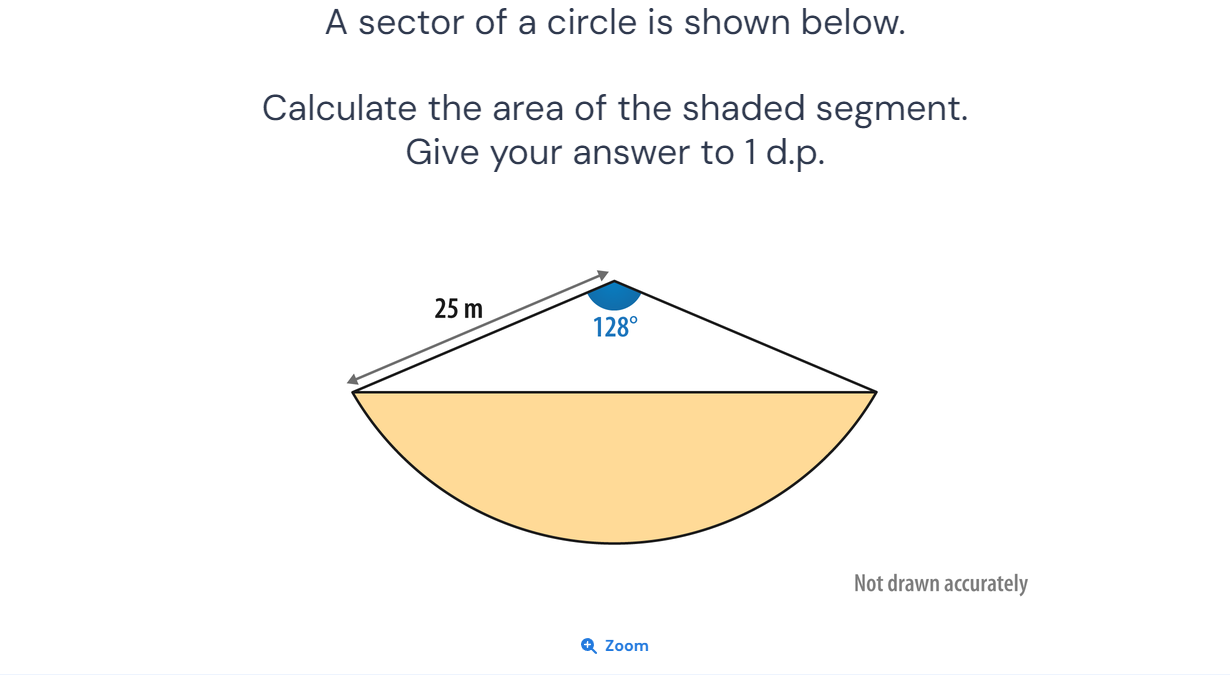 A sector of a circle is shown below.
Calculate the area of the shaded segment.
Give your answer to 1 d.p.
25 m
128°
Not drawn accurately
Zoom